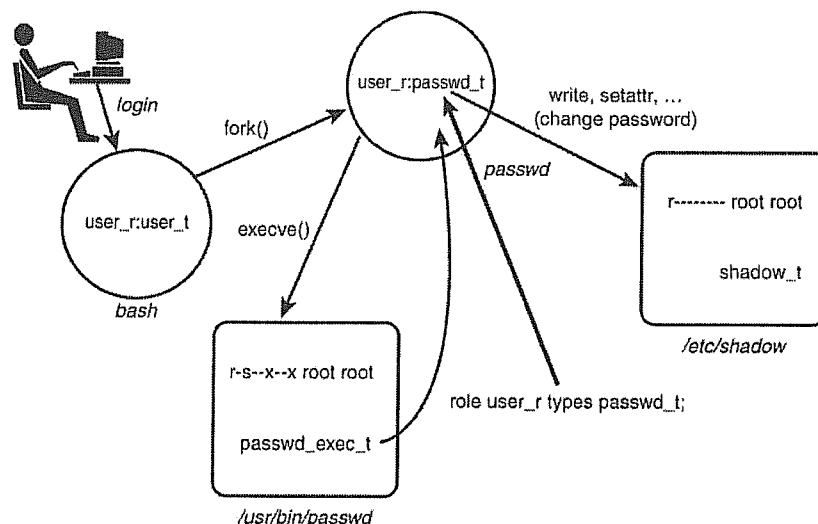 login
user_r:user_t
bash
fork()
user_r:passwd_t
execve()
passwd
write, setattr, ...
(change password)
r-------- root root
shadow_t
/etc/shadow
r-s--x--x root root
passwd_exec_t
/usr/bin/passwd
role user_r types passwd_t;